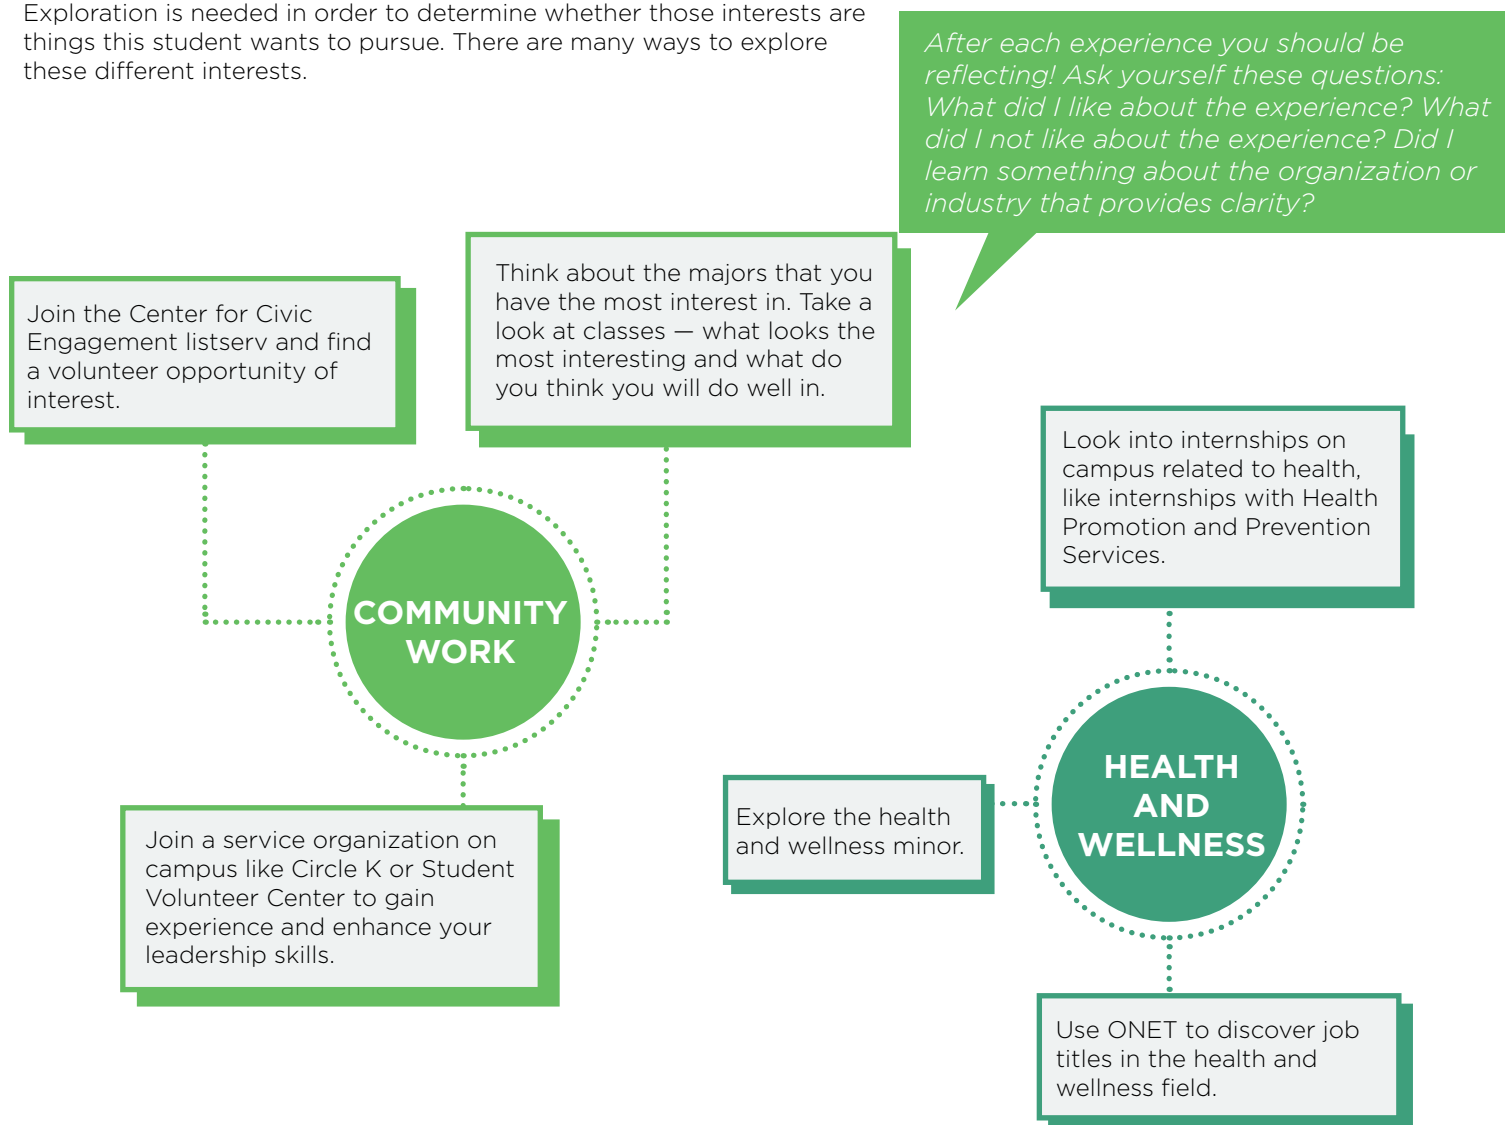 Exploration is needed in order to determine whether those interests are
things this student wants to pursue. There are many ways to explore
these different interests.
After each experience you should be
reflecting! Ask yourself these questions:
What did I like about the experience? What
did I not like about the experience? Did I
learn something about the organization or
industry that provides clarity?
Join the Center for Civic
Engagement listserv and find
a volunteer opportunity of
interest.
Think about the majors that you
have the most interest in. Take a
look at classes — what looks the
most interesting and what do
you think you will do well in.
COMMUNITY
WORK
Join a service organization on
campus like Circle K or Student
Volunteer Center to gain
experience and enhance your
leadership skills.
Look into internships on
campus related to health,
like internships with Health
Promotion and Prevention
Services.
HEALTH
AND
WELLNESS
Explore the health
and wellness minor.
Use ONET to discover job
titles in the health and
wellness field.